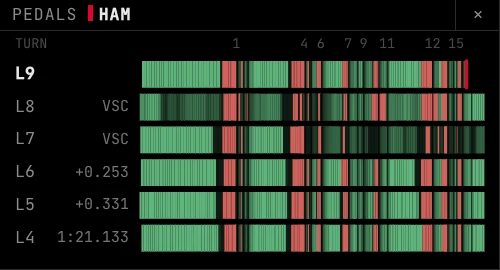 PEDALS HAM ×
TURN 1 4 6 7 9 11 12 15
L9
L8 VSC
L7 VSC
L6 +0.253
L5 +0.331
L4 1:21.133